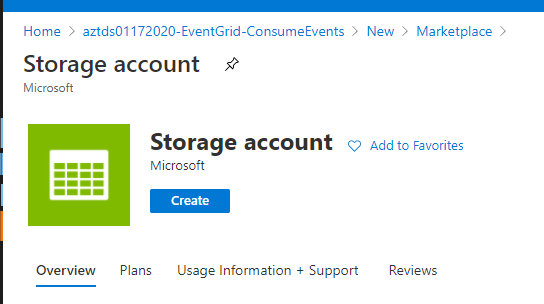 Home > aztds01172020-EventGrid-ConsumeEvents > New > Marketplace >
Storage account
Microsoft
Storage account
Add to Favorites
Microsoft
Create
Overview Plans Usage Information + Support Reviews